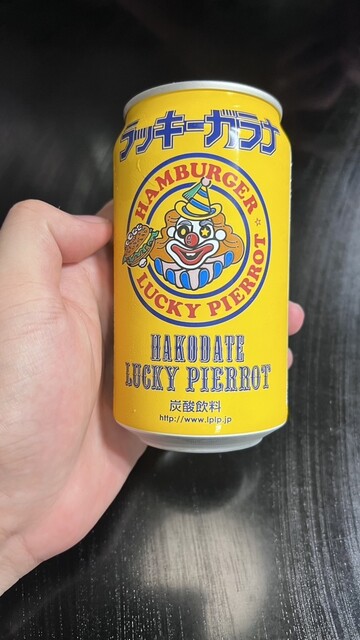 ラッキーガラナ
HAMBURGER
LUCKY PIERROT
HAKODATE
LUCKY PIERROT
炭酸飲料
http://www.lplp.jp